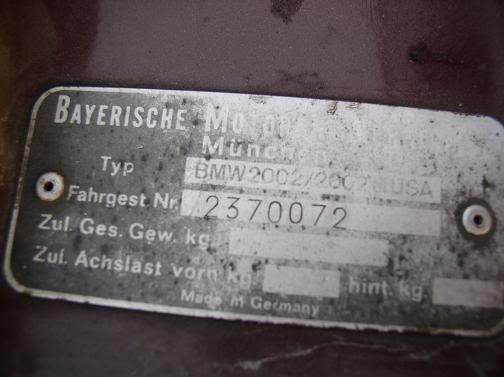 BAYERISCHE
München
Typ BMW2002/2002 USA
Fahrgest Nr. 2370072
Zul. Ges. Gew. kg
Zul. Achslast vorn kg hint. kg
Made in Germany